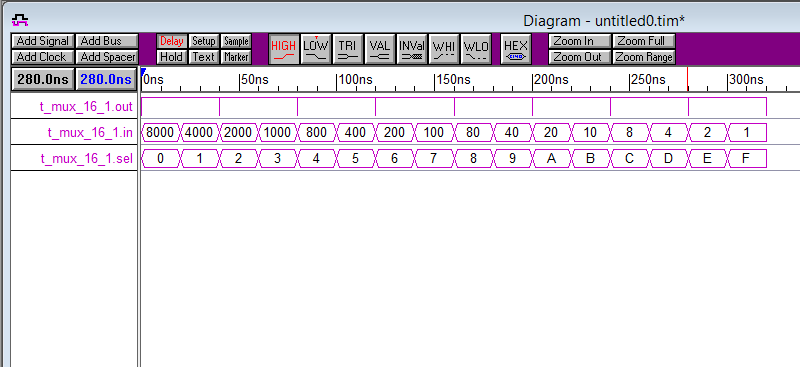 Diagram - untitled0.tim*
Add Signal Add Bus Delay Setup Sample HIGH LOW TRI VAL INVal WHI WLO HEX Zoom In Zoom Full
Add Clock Add Spacer Hold Text Marker Zoom Out Zoom Range
280.0ns 280.0ns 0ns 50ns 100ns 150ns 200ns 250ns 300ns
t_mux_16_1.out
t_mux_16_1.in 8000 4000 2000 1000 800 400 200 100 80 40 20 10 8 4 2 1
t_mux_16_1.sel 0 1 2 3 4 5 6 7 8 9 A B C D E F